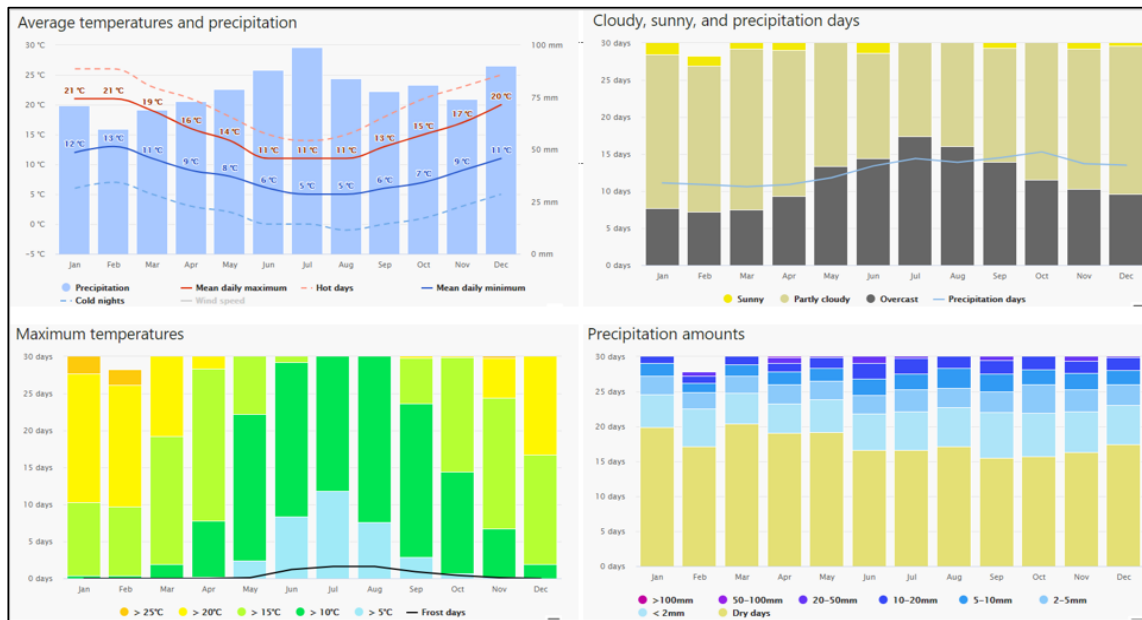 Average temperatures and precipitation
30 °C
25 °C
20 °C
15 °C
10 °C
5 °C
0 °C
-5 °C
100 mm
75 mm
50 mm
25 mm
0 mm
21 °C
21 °C
19 °C
16 °C
14 °C
11 °C
11 °C
11 °C
13 °C
15 °C
17 °C
20 °C
12 °C
13 °C
11 °C
9 °C
8 °C
6 °C
5 °C
5 °C
6 °C
7 °C
9 °C
11 °C
Jan Feb Mar Apr May Jun Jul Aug Sep Oct Nov Dec
Precipitation Mean daily maximum Hot days Mean daily minimum
Cold nights Wind speed
Cloudy, sunny, and precipitation days
30 days
25 days
20 days
15 days
10 days
5 days
0 days
Jan Feb Mar Apr May Jun Jul Aug Sep Oct Nov Dec
Sunny Partly cloudy Overcast Precipitation days
Maximum temperatures
30 days
25 days
20 days
15 days
10 days
5 days
0 days
Jan Feb Mar Apr May Jun Jul Aug Sep Oct Nov Dec
> 25°C > 20°C > 15°C > 10°C > 5°C Frost days
Precipitation amounts
30 days
25 days
20 days
15 days
10 days
5 days
0 days
Jan Feb Mar Apr May Jun Jul Aug Sep Oct Nov Dec
>100mm 50-100mm 20-50mm 10-20mm 5-10mm 2-5mm
< 2mm Dry days